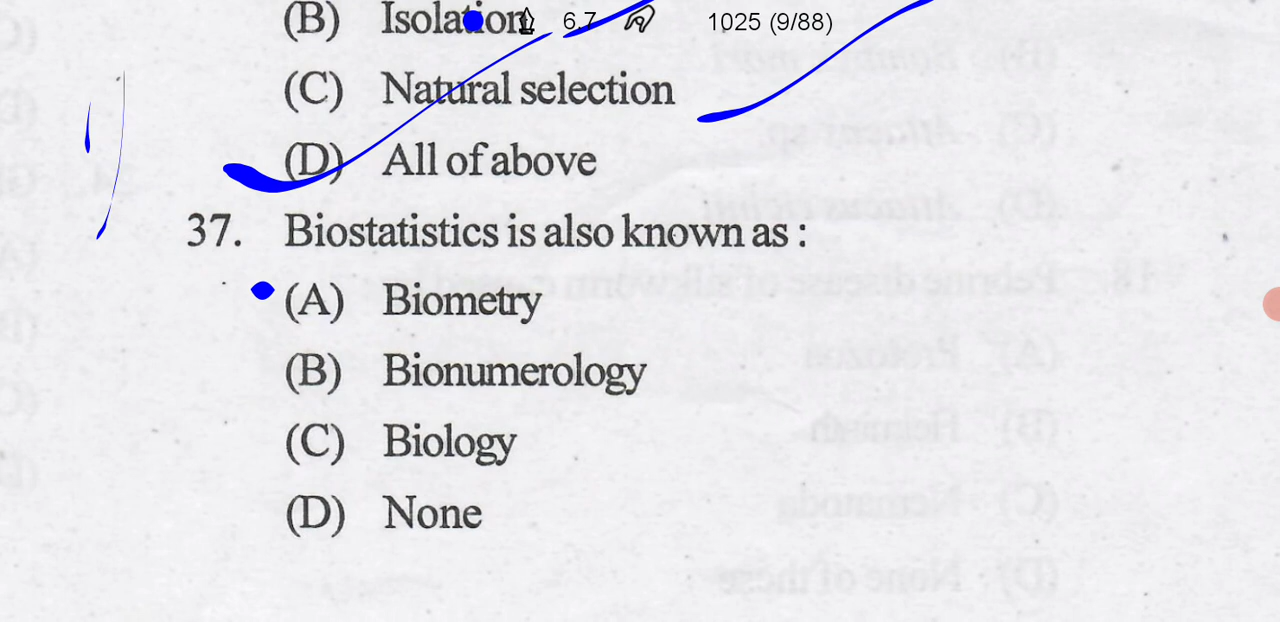 (B) Isolation 6.7 1025 (9/88)
(C) Natural selection
(D) All of above
37. Biostatistics is also known as :
(A) Biometry
(B) Bionumerology
(C) Biology
(D) None